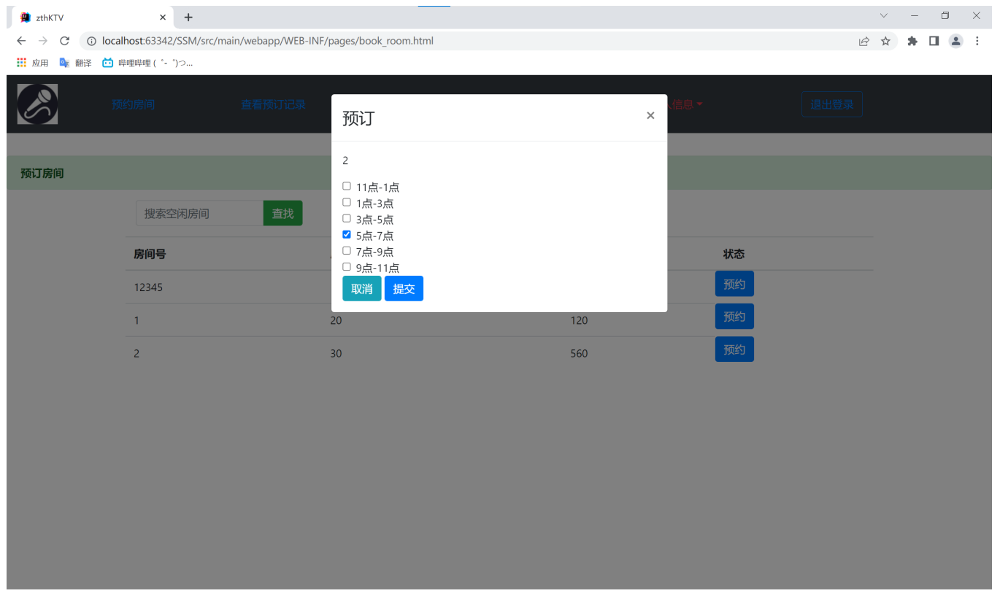 zthKTV
localhost:63342/SSM/src/main/webapp/WEB-INF/pages/book_room.html
应用 翻译 哔哩哔哩 ( ゜- ゜)つ...
预约房间 查看预订记录 信息 退出登录
预订 ×
预订房间
2
11点-1点
1点-3点
3点-5点
5点-7点
7点-9点
9点-11点
取消 提交
搜索空闲房间 查找
房间号 状态
12345 预约
1 20 120 预约
2 30 560 预约